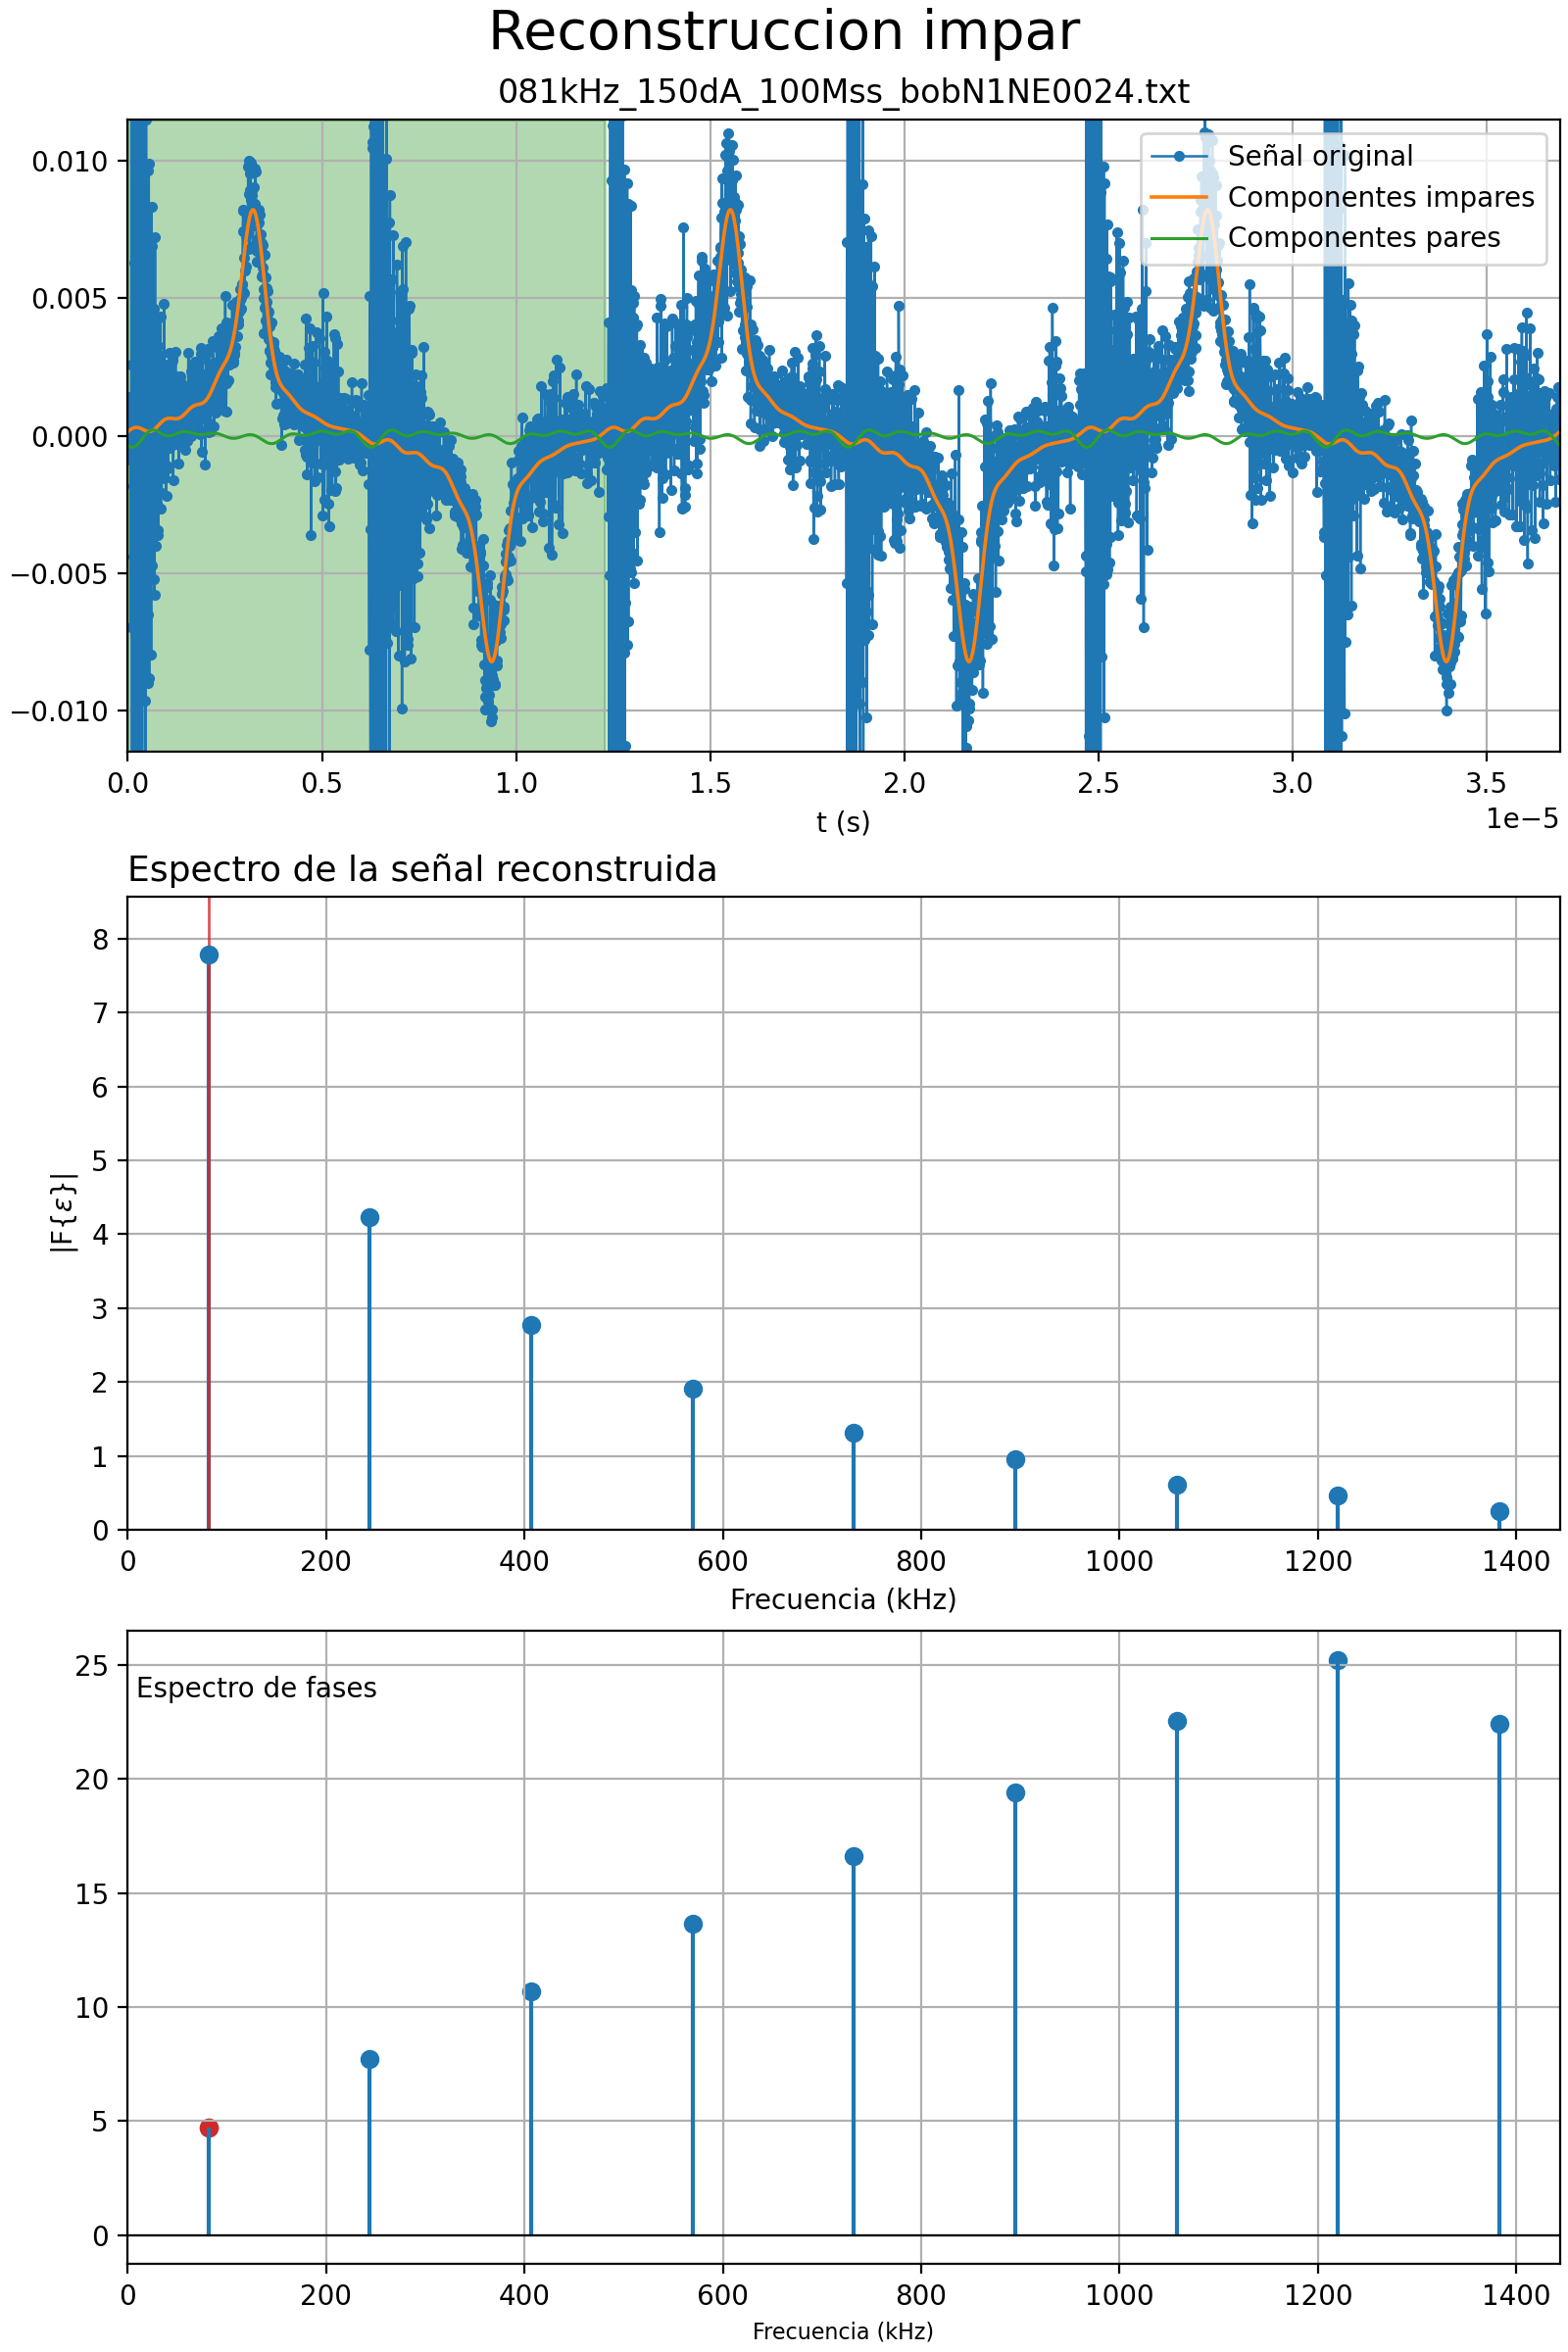 Reconstruccion impar
081kHz_150dA_100Mss_bobN1NE0024.txt
Señal original
Componentes impares
Componentes pares
0.010
0.005
0.000
−0.005
−0.010
0.0 0.5 1.0 1.5 2.0 2.5 3.0 3.5
1e−5
t (s)
Espectro de la señal reconstruida
|F{ε}|
8
7
6
5
4
3
2
1
0
0 200 400 600 800 1000 1200 1400
Frecuencia (kHz)
Espectro de fases
25
20
15
10
5
0
0 200 400 600 800 1000 1200 1400
Frecuencia (kHz)